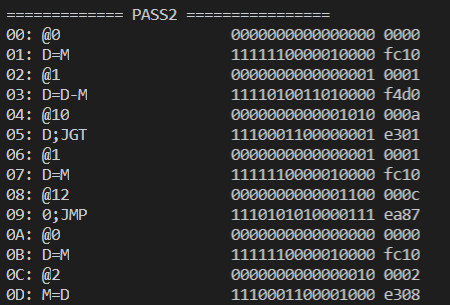 ============= PASS2 ================
00: @0 0000000000000000 0000
01: D=M 1111110000010000 fc10
02: @1 0000000000000001 0001
03: D=D-M 1111010011010000 f4d0
04: @10 0000000000001010 000a
05: D;JGT 1110001100000001 e301
06: @1 0000000000000001 0001
07: D=M 1111110000010000 fc10
08: @12 0000000000001100 000c
09: 0;JMP 1110101010000111 ea87
0A: @0 0000000000000000 0000
0B: D=M 1111110000010000 fc10
0C: @2 0000000000000010 0002
0D: M=D 1110001100001000 e308